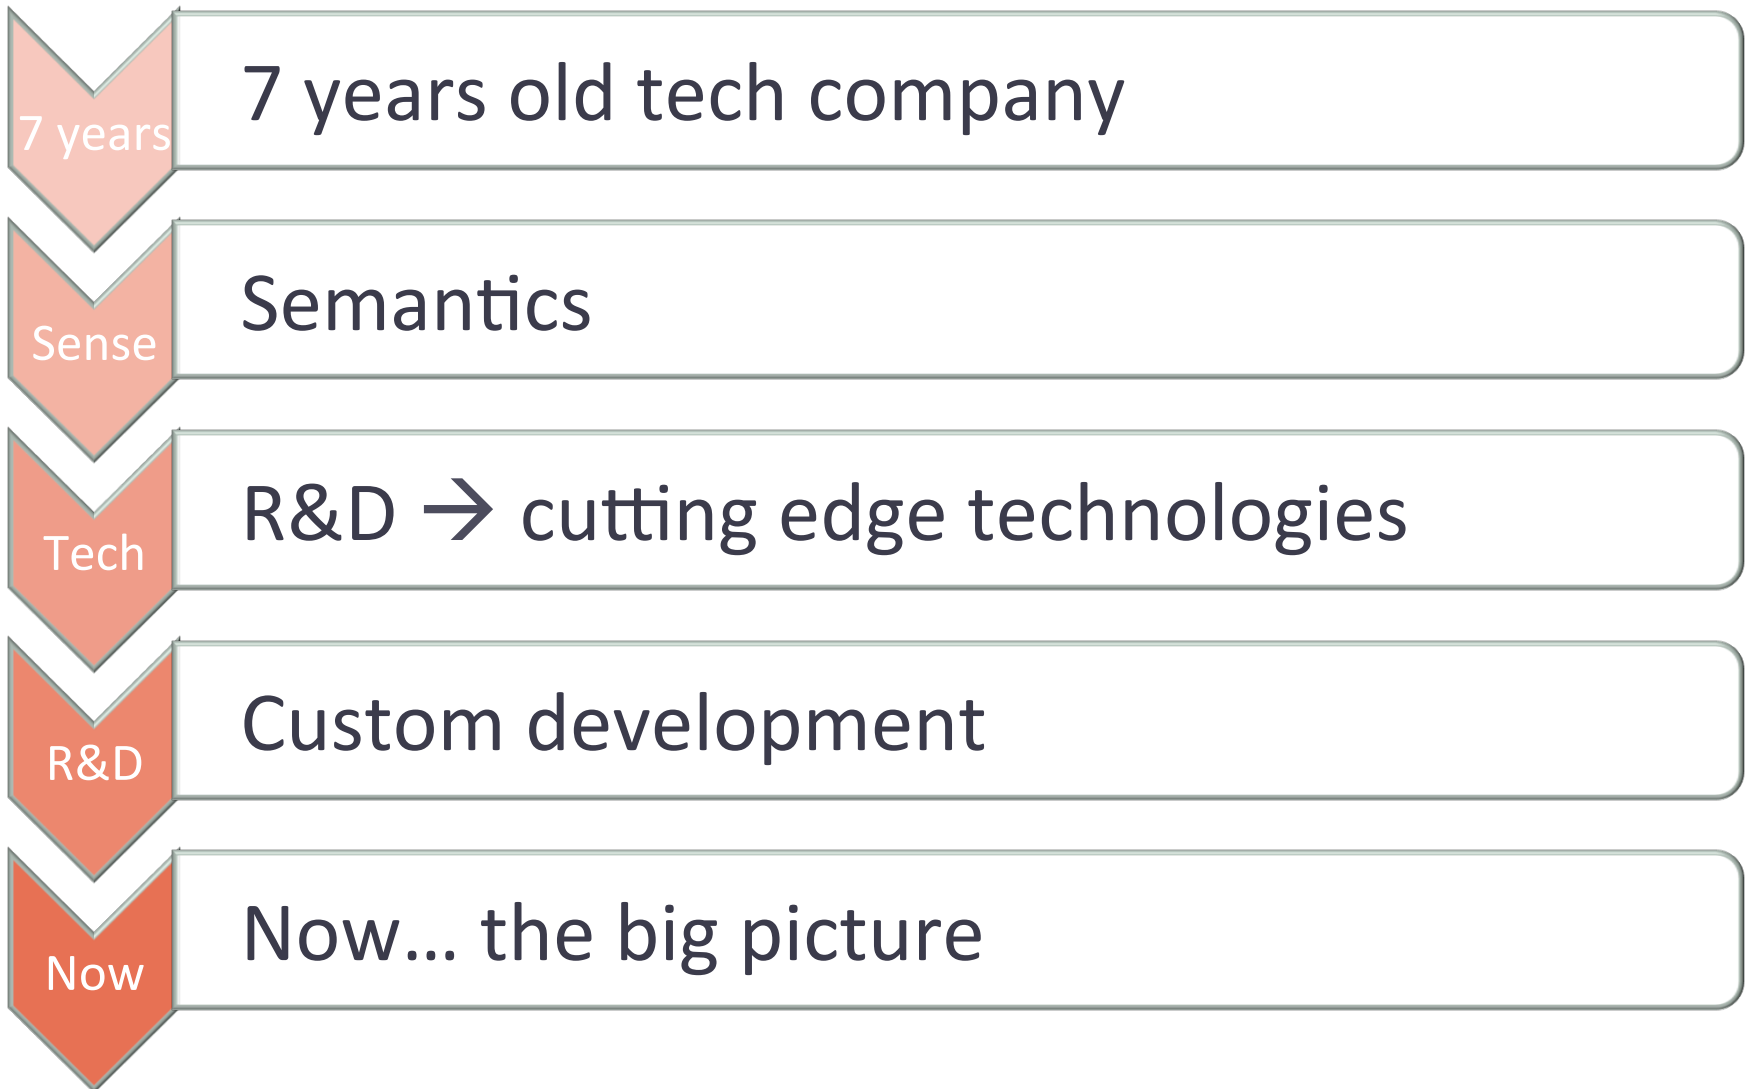 7 years
7 years old tech company
Sense
Semantics
Tech
R&D → cutting edge technologies
R&D
Custom development
Now
Now... the big picture